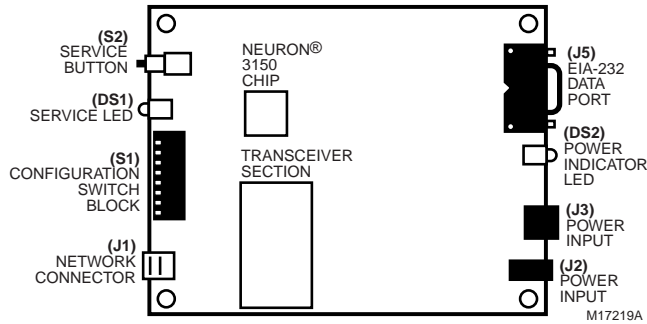 (S2)
SERVICE
BUTTON
(DS1)
SERVICE LED
(S1)
CONFIGURATION
SWITCH
BLOCK
(J1)
NETWORK
CONNECTOR
NEURON®
3150
CHIP
TRANSCEIVER
SECTION
(J5)
EIA-232
DATA
PORT
(DS2)
POWER
INDICATOR
LED
(J3)
POWER
INPUT
(J2)
POWER
INPUT
M17219A